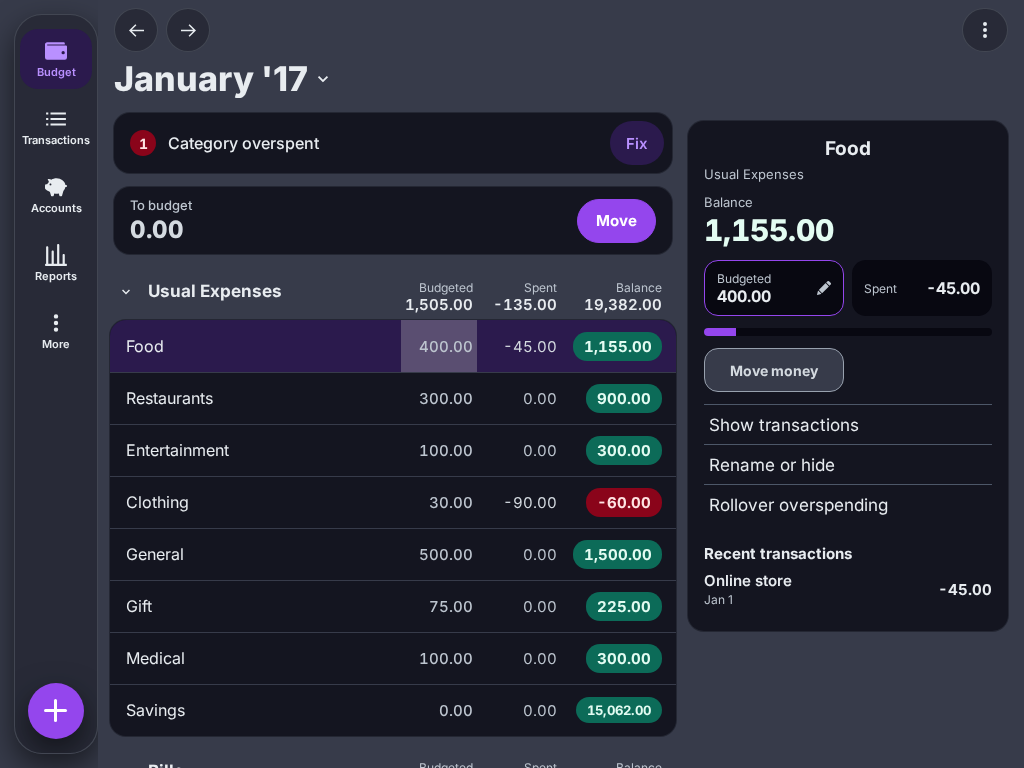 Budget
Transactions
Accounts
Reports
More
January '17
1 Category overspent Fix
To budget
0.00
Move
Usual Expenses
Budgeted Spent Balance
1,505.00 -135.00 19,382.00
Food 400.00 -45.00 1,155.00
Restaurants 300.00 0.00 900.00
Entertainment 100.00 0.00 300.00
Clothing 30.00 -90.00 -60.00
General 500.00 0.00 1,500.00
Gift 75.00 0.00 225.00
Medical 100.00 0.00 300.00
Savings 0.00 0.00 15,062.00
Bills Budgeted Spent Balance
Food
Usual Expenses
Balance
1,155.00
Budgeted
400.00
Spent -45.00
Move money
Show transactions
Rename or hide
Rollover overspending
Recent transactions
Online store
Jan 1
-45.00